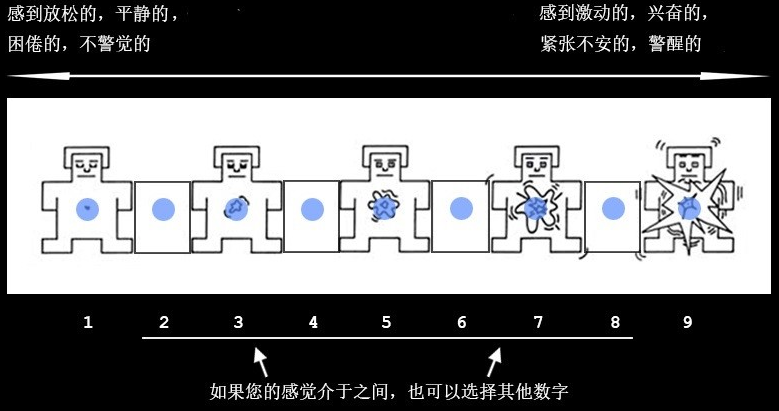 感到放松的，平静的，
困倦的，不警觉的
感到激动的，兴奋的，
紧张不安的，警醒的
1 2 3 4 5 6 7 8 9
如果您的感觉介于之间，也可以选择其他数字